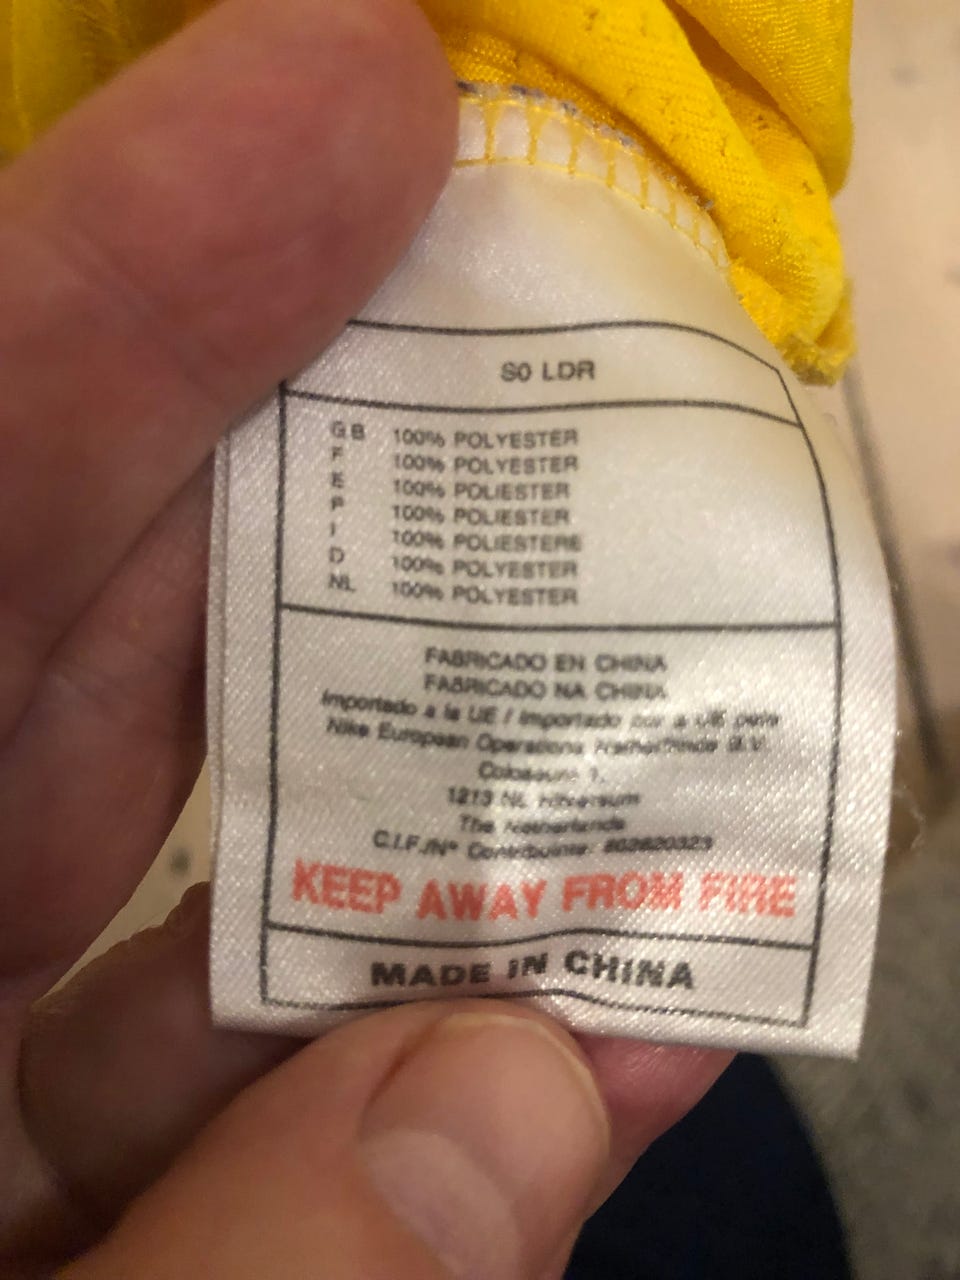 S0 LDR
GB 100% POLYESTER
F 100% POLYESTER
E 100% POLIESTER
P 100% POLIESTER
I 100% POLIESTERE
D 100% POLYESTER
NL 100% POLYESTER
FABRICADO EN CHINA
FABRICADO NA CHINA
Importado a la UE / Importado por a UE pela
Nike European Operations Netherlands B.V.
Colosseum 1,
1213 NL Hilversum
The Netherlands
C.I.F./Nº Contribuinte:
KEEP AWAY FROM FIRE
MADE IN CHINA